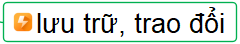 lưu trữ, trao đổi